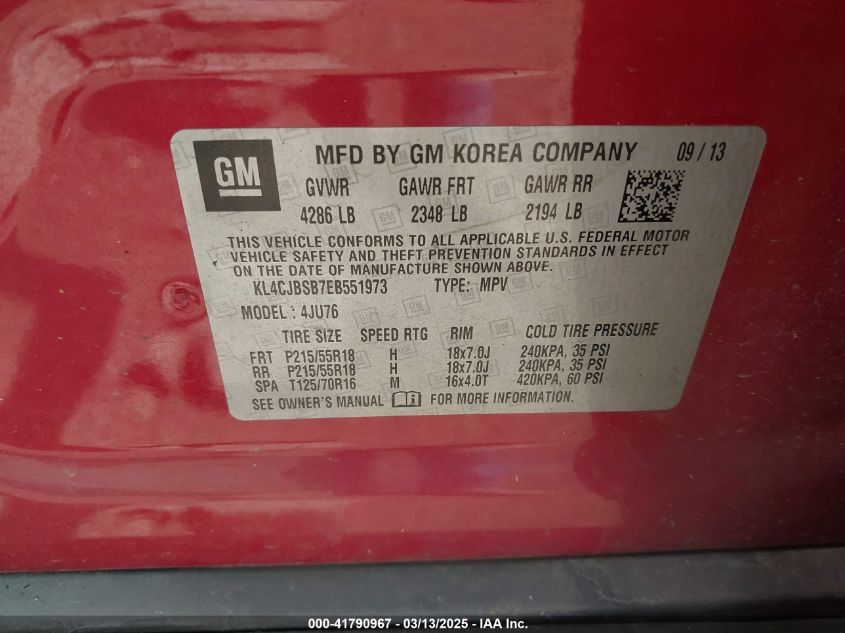 GM MFD BY GM KOREA COMPANY 09 / 13
GVWR GAWR FRT GAWR RR
4286 LB 2348 LB 2194 LB
THIS VEHICLE CONFORMS TO ALL APPLICABLE U.S. FEDERAL MOTOR
VEHICLE SAFETY AND THEFT PREVENTION STANDARDS IN EFFECT
ON THE DATE OF MANUFACTURE SHOWN ABOVE.
KL4CJBSB7EB551973 TYPE: MPV
MODEL : 4JU76
TIRE SIZE SPEED RTG RIM COLD TIRE PRESSURE
FRT P215/55R18 H 18x7.0J 240KPA, 35 PSI
RR P215/55R18 H 18x7.0J 240KPA, 35 PSI
SPA T125/70R16 M 16x4.0T 420KPA, 60 PSI
SEE OWNER'S MANUAL FOR MORE INFORMATION.
000-41790967 - 03/13/2025 - IAA Inc.